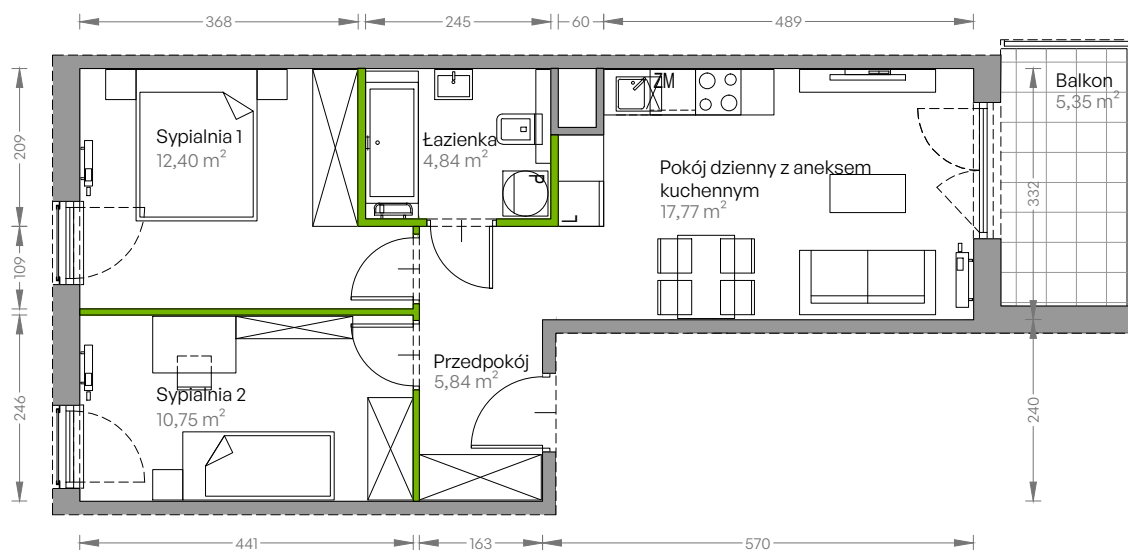 368
245
60
489
209
109
246
Sypialnia 1
12,40 m²
Łazienka
4,84 m²
ZM
Pokój dzienny z aneksem
kuchennym
17,77 m²
Balkon
5,35 m²
332
L
Przedpokój
5,84 m²
Sypialnia 2
10,75 m²
240
441
163
570